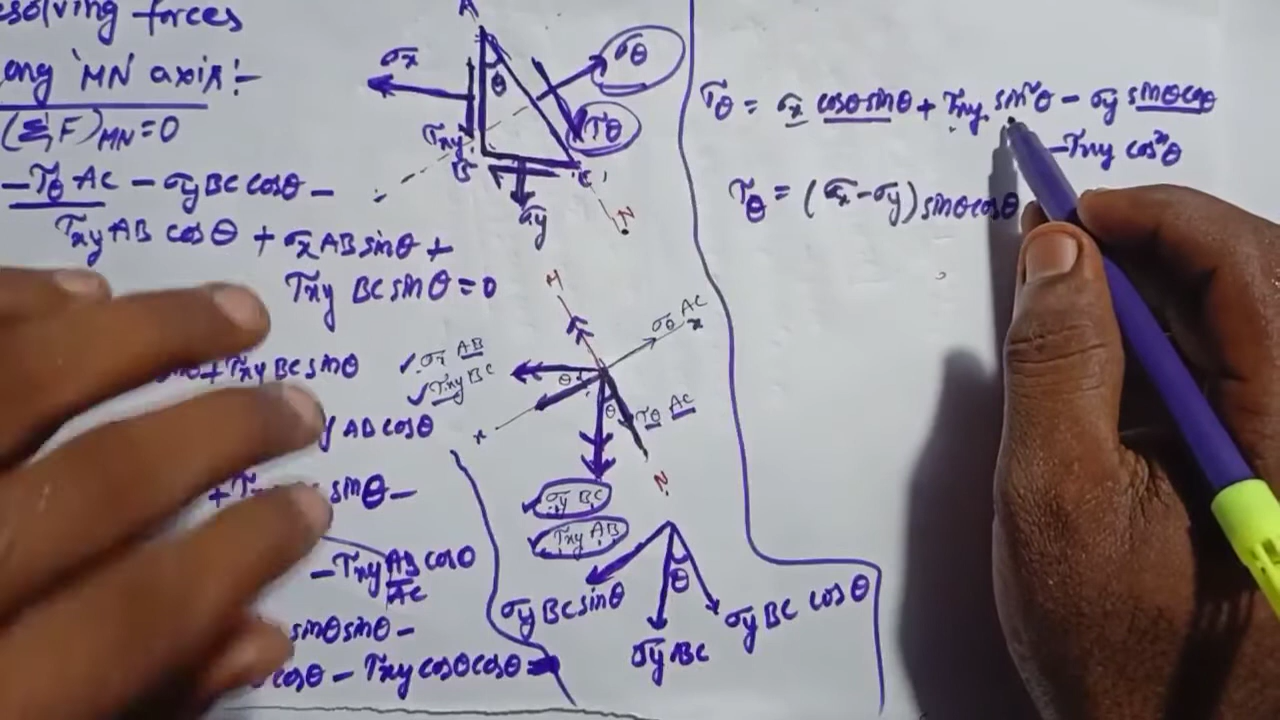 solving forces
ong 'MN' axis:-
(ΣF)MN = 0
- τθ AC - σy BC cosθ -
τxy AB cosθ + σx AB sinθ +
τxy BC sinθ = 0
+ τxy BC sinθ
AB cosθ
sinθ -
- τxy AB cosθ
AC
sinθ sinθ -
cosθ - τxy cosθ cosθ =
A
σx
θ
σθ
τθ
τxy
B
C
σy
N
M
σθ AC
x
✓ σx AB
✓ τxy BC
θ
θ
τθ AC
x
N
✓ σy BC
✓ τxy AB
θ
σy BC sinθ
σy BC cosθ
σy BC
τθ = σx cosθ sinθ + τxy sin²θ - σy sinθ cosθ
- τxy cos²θ
τθ = (σx - σy) sinθ cosθ